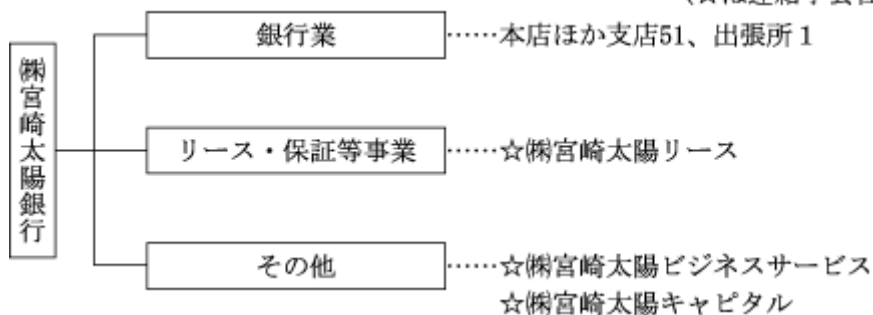 銀行業……本店ほか支店51、出張所1
㈱宮崎太陽銀行
リース・保証等事業……☆㈱宮崎太陽リース
その他……☆㈱宮崎太陽ビジネスサービス
☆㈱宮崎太陽キャピタル